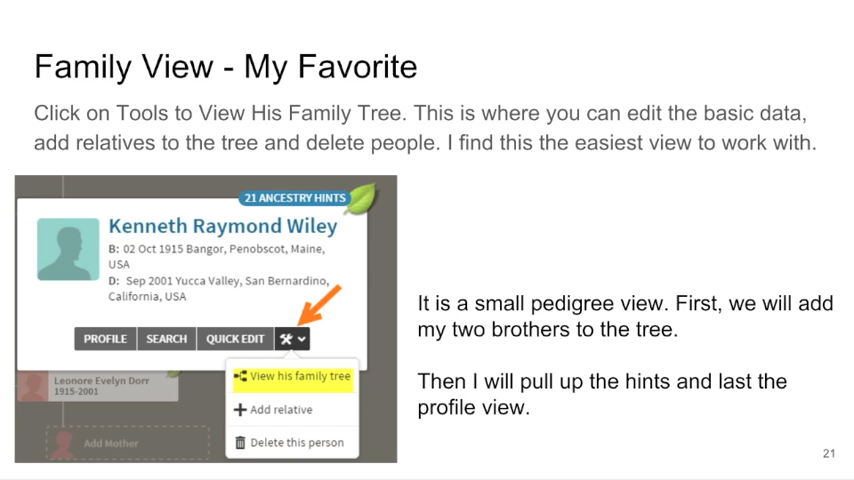 Family View - My Favorite
Click on Tools to View His Family Tree. This is where you can edit the basic data,
add relatives to the tree and delete people. I find this the easiest view to work with.
21 ANCESTRY HINTS
Kenneth Raymond Wiley
B: 02 Oct 1915 Bangor, Penobscot, Maine,
USA
D: Sep 2001 Yucca Valley, San Bernardino,
California, USA
PROFILE SEARCH QUICK EDIT
View his family tree
Add relative
Delete this person
Leonore Evelyn Dorr
1915-2001
Add Mother
It is a small pedigree view. First, we will add
my two brothers to the tree.
Then I will pull up the hints and last the
profile view.
21